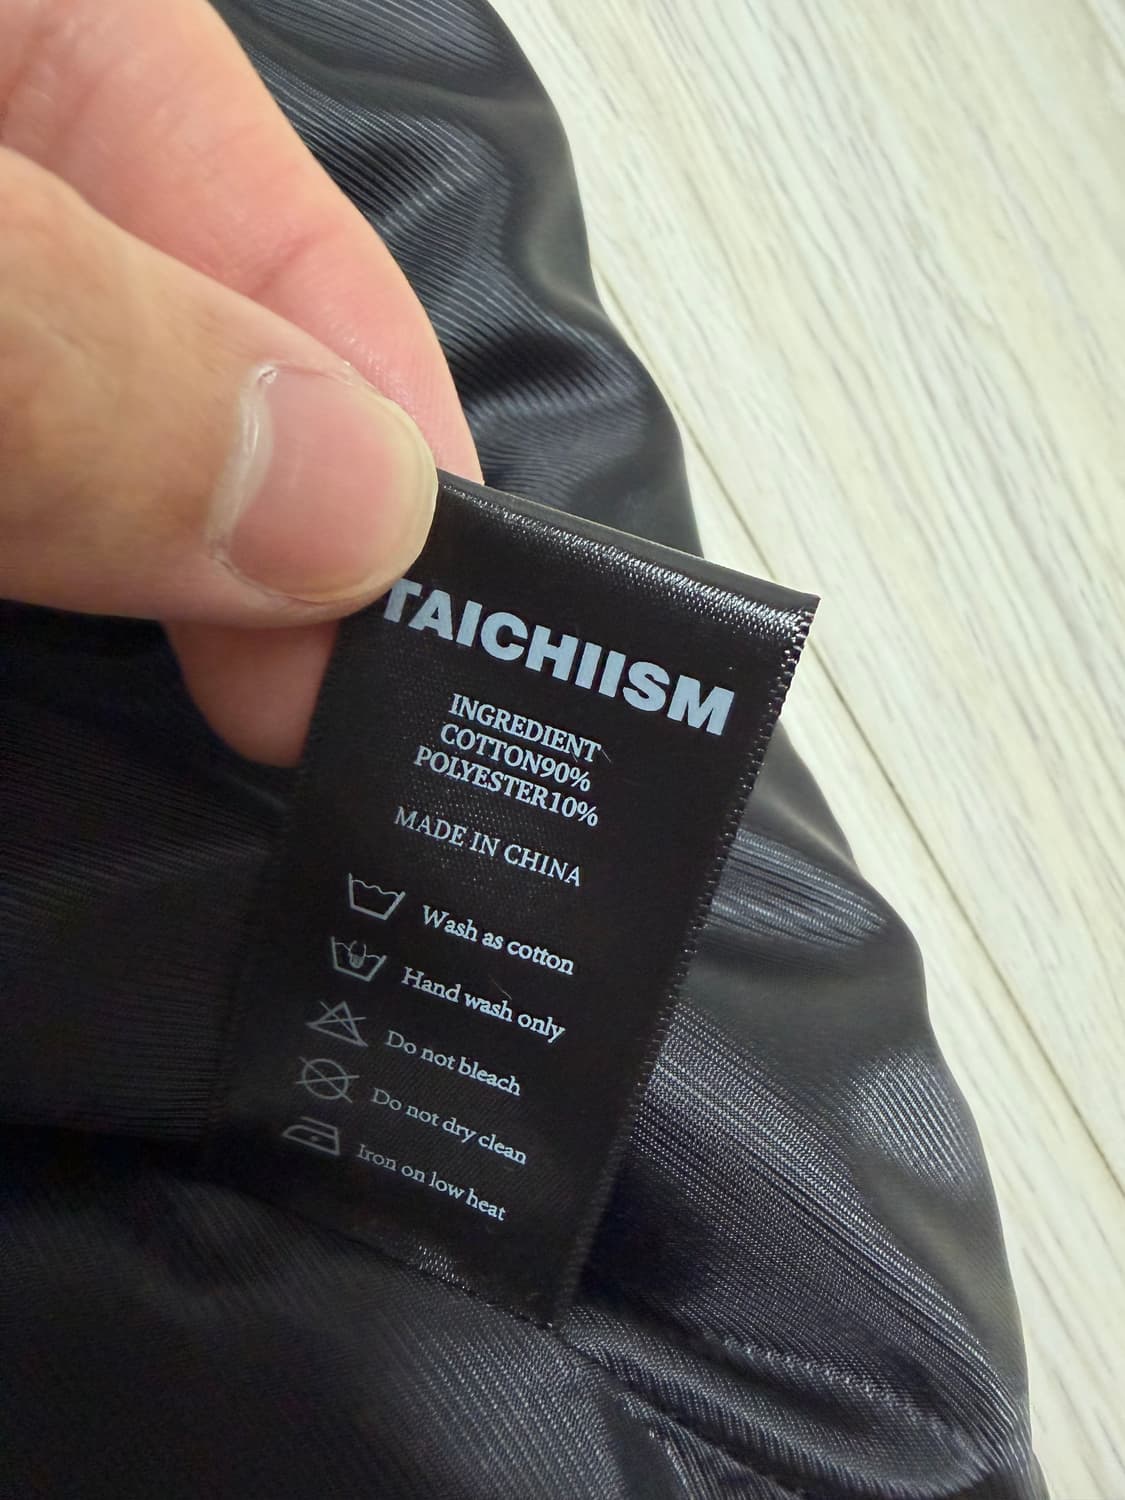 TAICHIISM
INGREDIENT
COTTON90%
POLYESTER10%
MADE IN CHINA
Wash as cotton
Hand wash only
Do not bleach
Do not dry clean
Iron on low heat